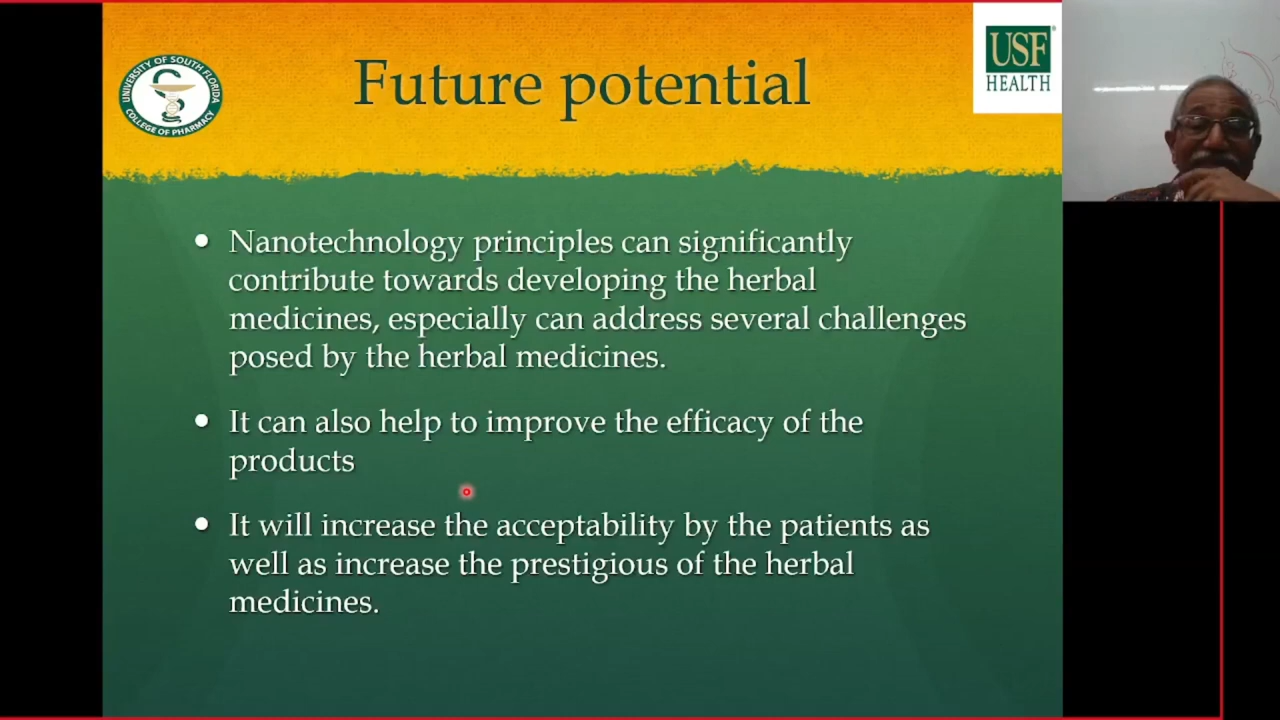 Future potential
UNIVERSITY OF SOUTH FLORIDA
COLLEGE OF PHARMACY
USF
HEALTH
• Nanotechnology principles can significantly
contribute towards developing the herbal
medicines, especially can address several challenges
posed by the herbal medicines.
• It can also help to improve the efficacy of the
products
• It will increase the acceptability by the patients as
well as increase the prestigious of the herbal
medicines.